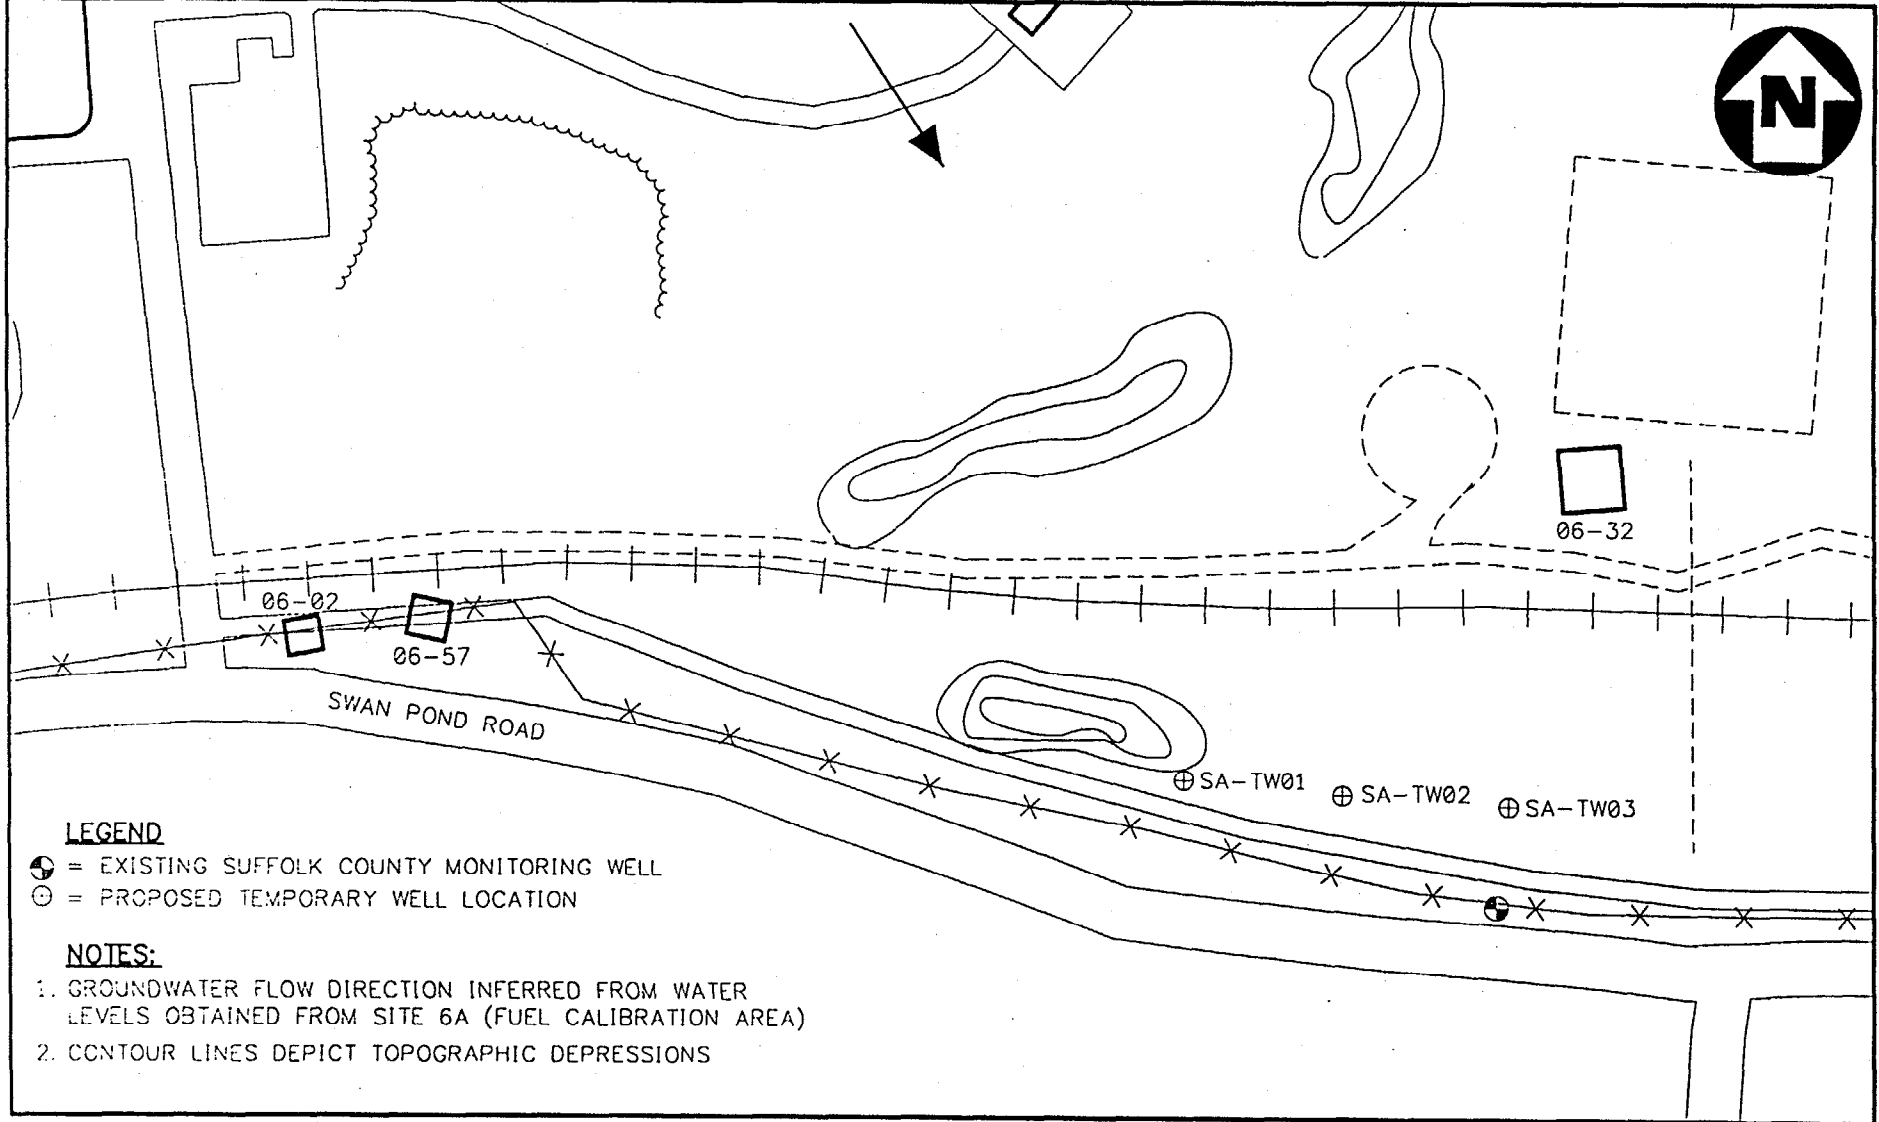 N
06-32
06-02
06-57
SWAN POND ROAD
SA-TW01
SA-TW02
SA-TW03
LEGEND
= EXISTING SUFFOLK COUNTY MONITORING WELL
= PROPOSED TEMPORARY WELL LOCATION
NOTES:
1. GROUNDWATER FLOW DIRECTION INFERRED FROM WATER
LEVELS OBTAINED FROM SITE 6A (FUEL CALIBRATION AREA)
2. CONTOUR LINES DEPICT TOPOGRAPHIC DEPRESSIONS